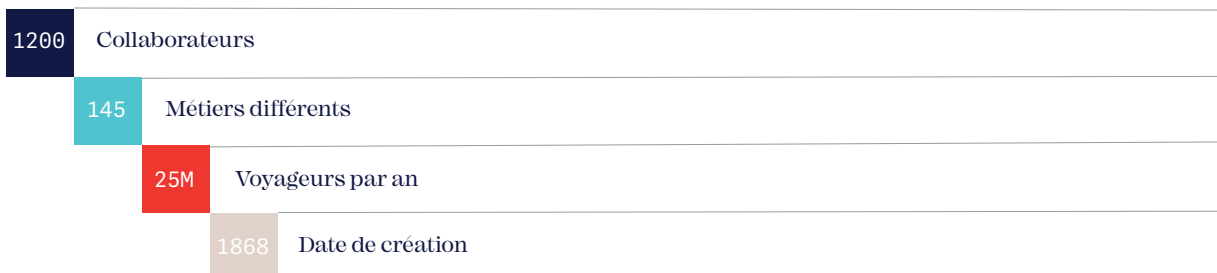 1200 Collaborateurs
145 Métiers différents
25M Voyageurs par an
1868 Date de création